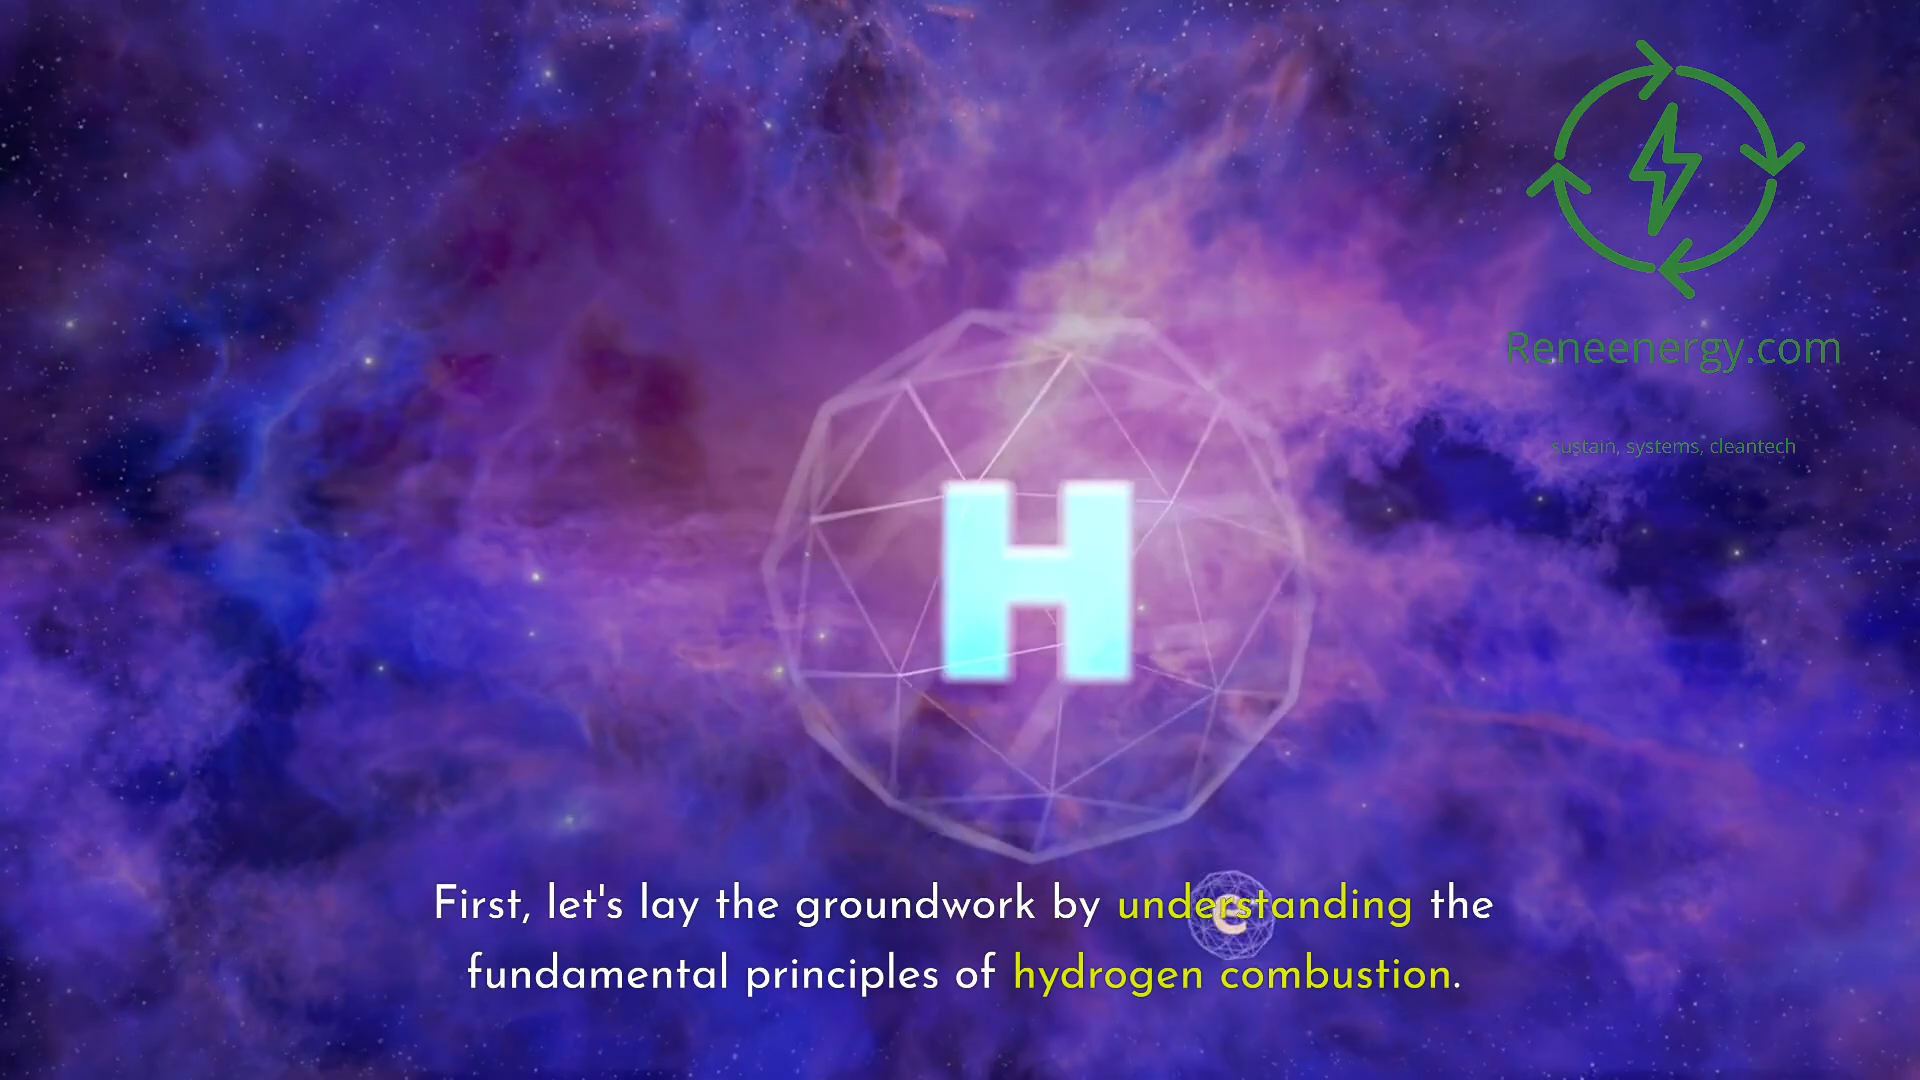 Reneenergy.com
sustain, systems, cleantech
H
e
First, let's lay the groundwork by understanding the
fundamental principles of hydrogen combustion.